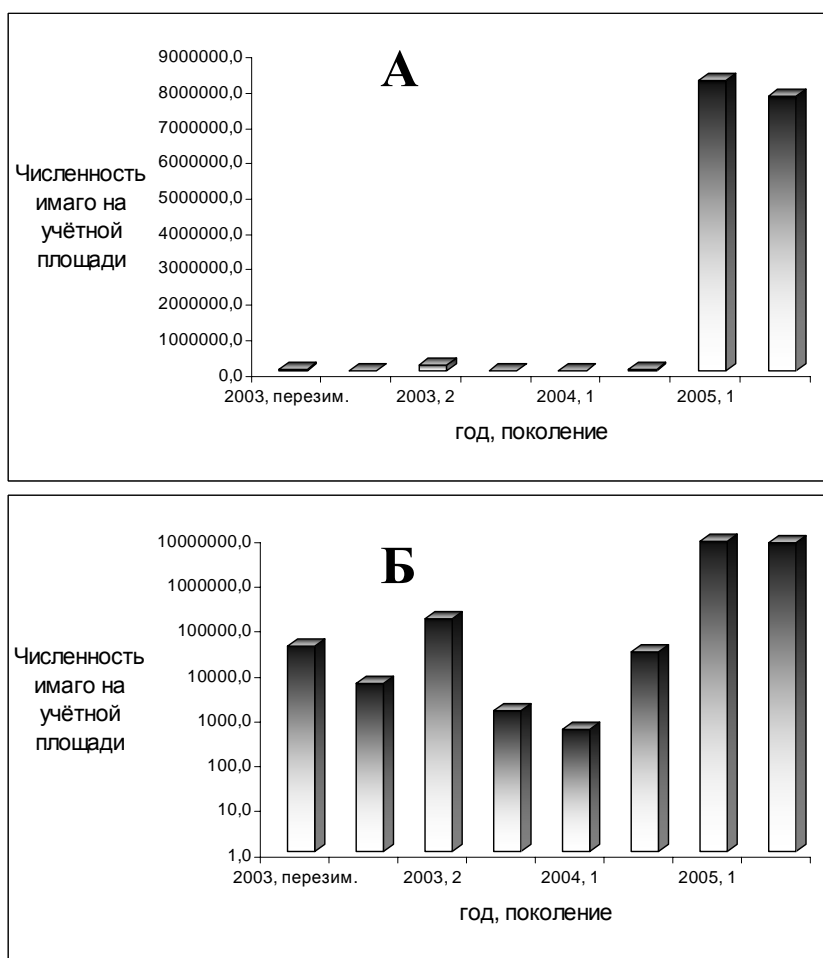 А
9000000,0
8000000,0
7000000,0
6000000,0
5000000,0
4000000,0
3000000,0
2000000,0
1000000,0
0,0
Численность
имаго на
учётной
площади
2003, перезим.
2003, 2
2004, 1
2005, 1
год, поколение
Б
10000000,0
1000000,0
100000,0
10000,0
1000,0
100,0
10,0
1,0
Численность
имаго на
учётной
площади
2003, перезим.
2003, 2
2004, 1
2005, 1
год, поколение